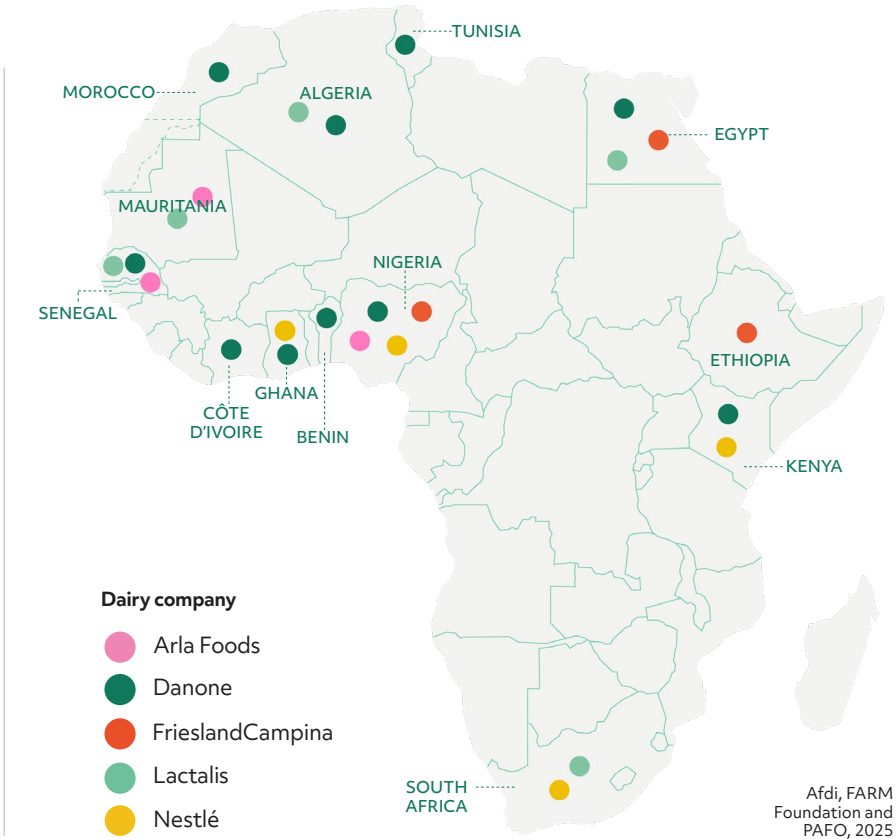 TUNISIA
MOROCCO
ALGERIA
EGYPT
MAURITANIA
NIGERIA
SENEGAL
ETHIOPIA
GHANA
CÔTE
D'IVOIRE
BENIN
KENYA
Dairy company
Arla Foods
Danone
FrieslandCampina
Lactalis
Nestlé
SOUTH
AFRICA
Afdi, FARM
Foundation and
PAFO, 2025